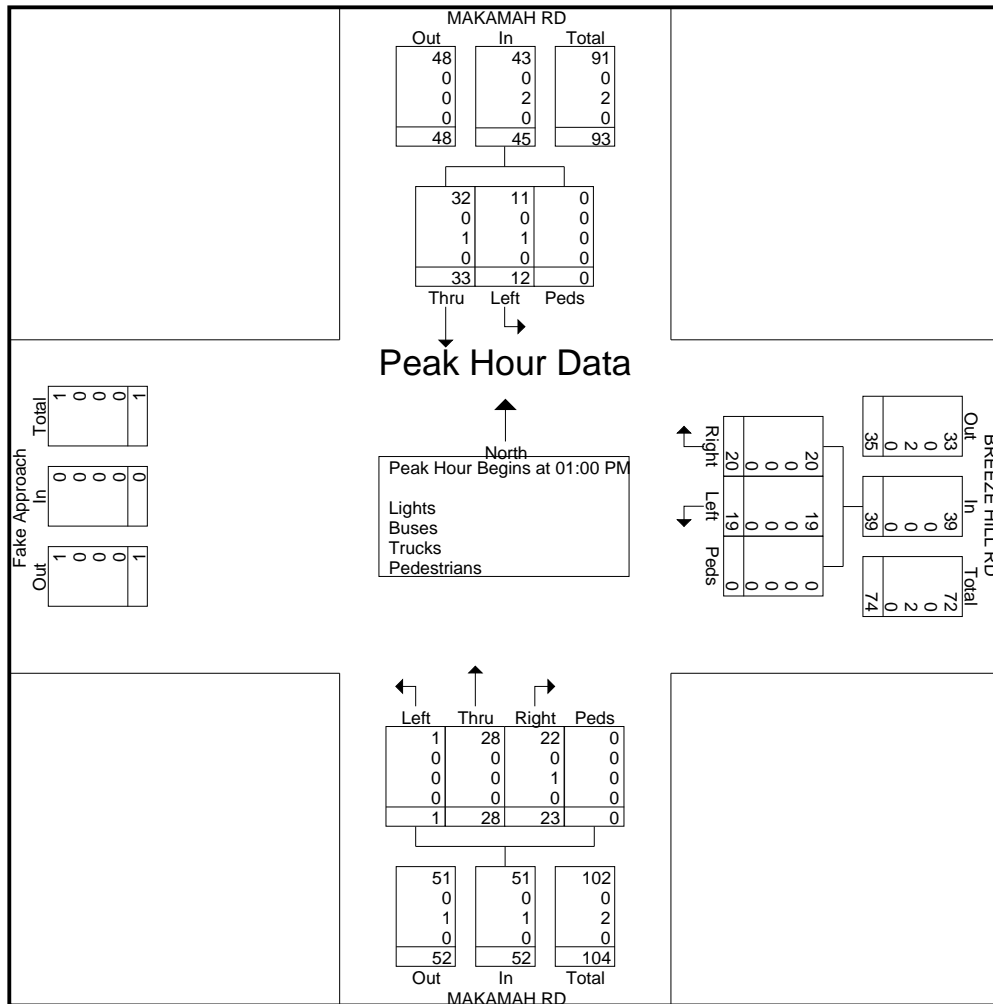 MAKAMAH RD
Out In Total
48 43 91
0 0 0
0 2 2
0 0 0
48 45 93
32 11 0
0 0 0
1 1 0
0 0 0
33 12 0
Thru Left Peds
Peak Hour Data
North
Peak Hour Begins at 01:00 PM
Lights
Buses
Trucks
Pedestrians
Fake Approach
Out In Total
1 0 1
0 0 0
0 0 0
0 0 0
1 0 1
BREEZE HILL RD
Out In Total
33 39 72
0 0 0
2 0 2
0 0 0
35 39 74
20 19 0
0 0 0
0 0 0
0 0 0
20 19 0
Right Left Peds
Left Thru Right Peds
1 28 22 0
0 0 0 0
0 0 1 0
0 0 0 0
1 28 23 0
51 51 102
0 0 0
1 1 2
0 0 0
52 52 104
Out In Total
MAKAMAH RD